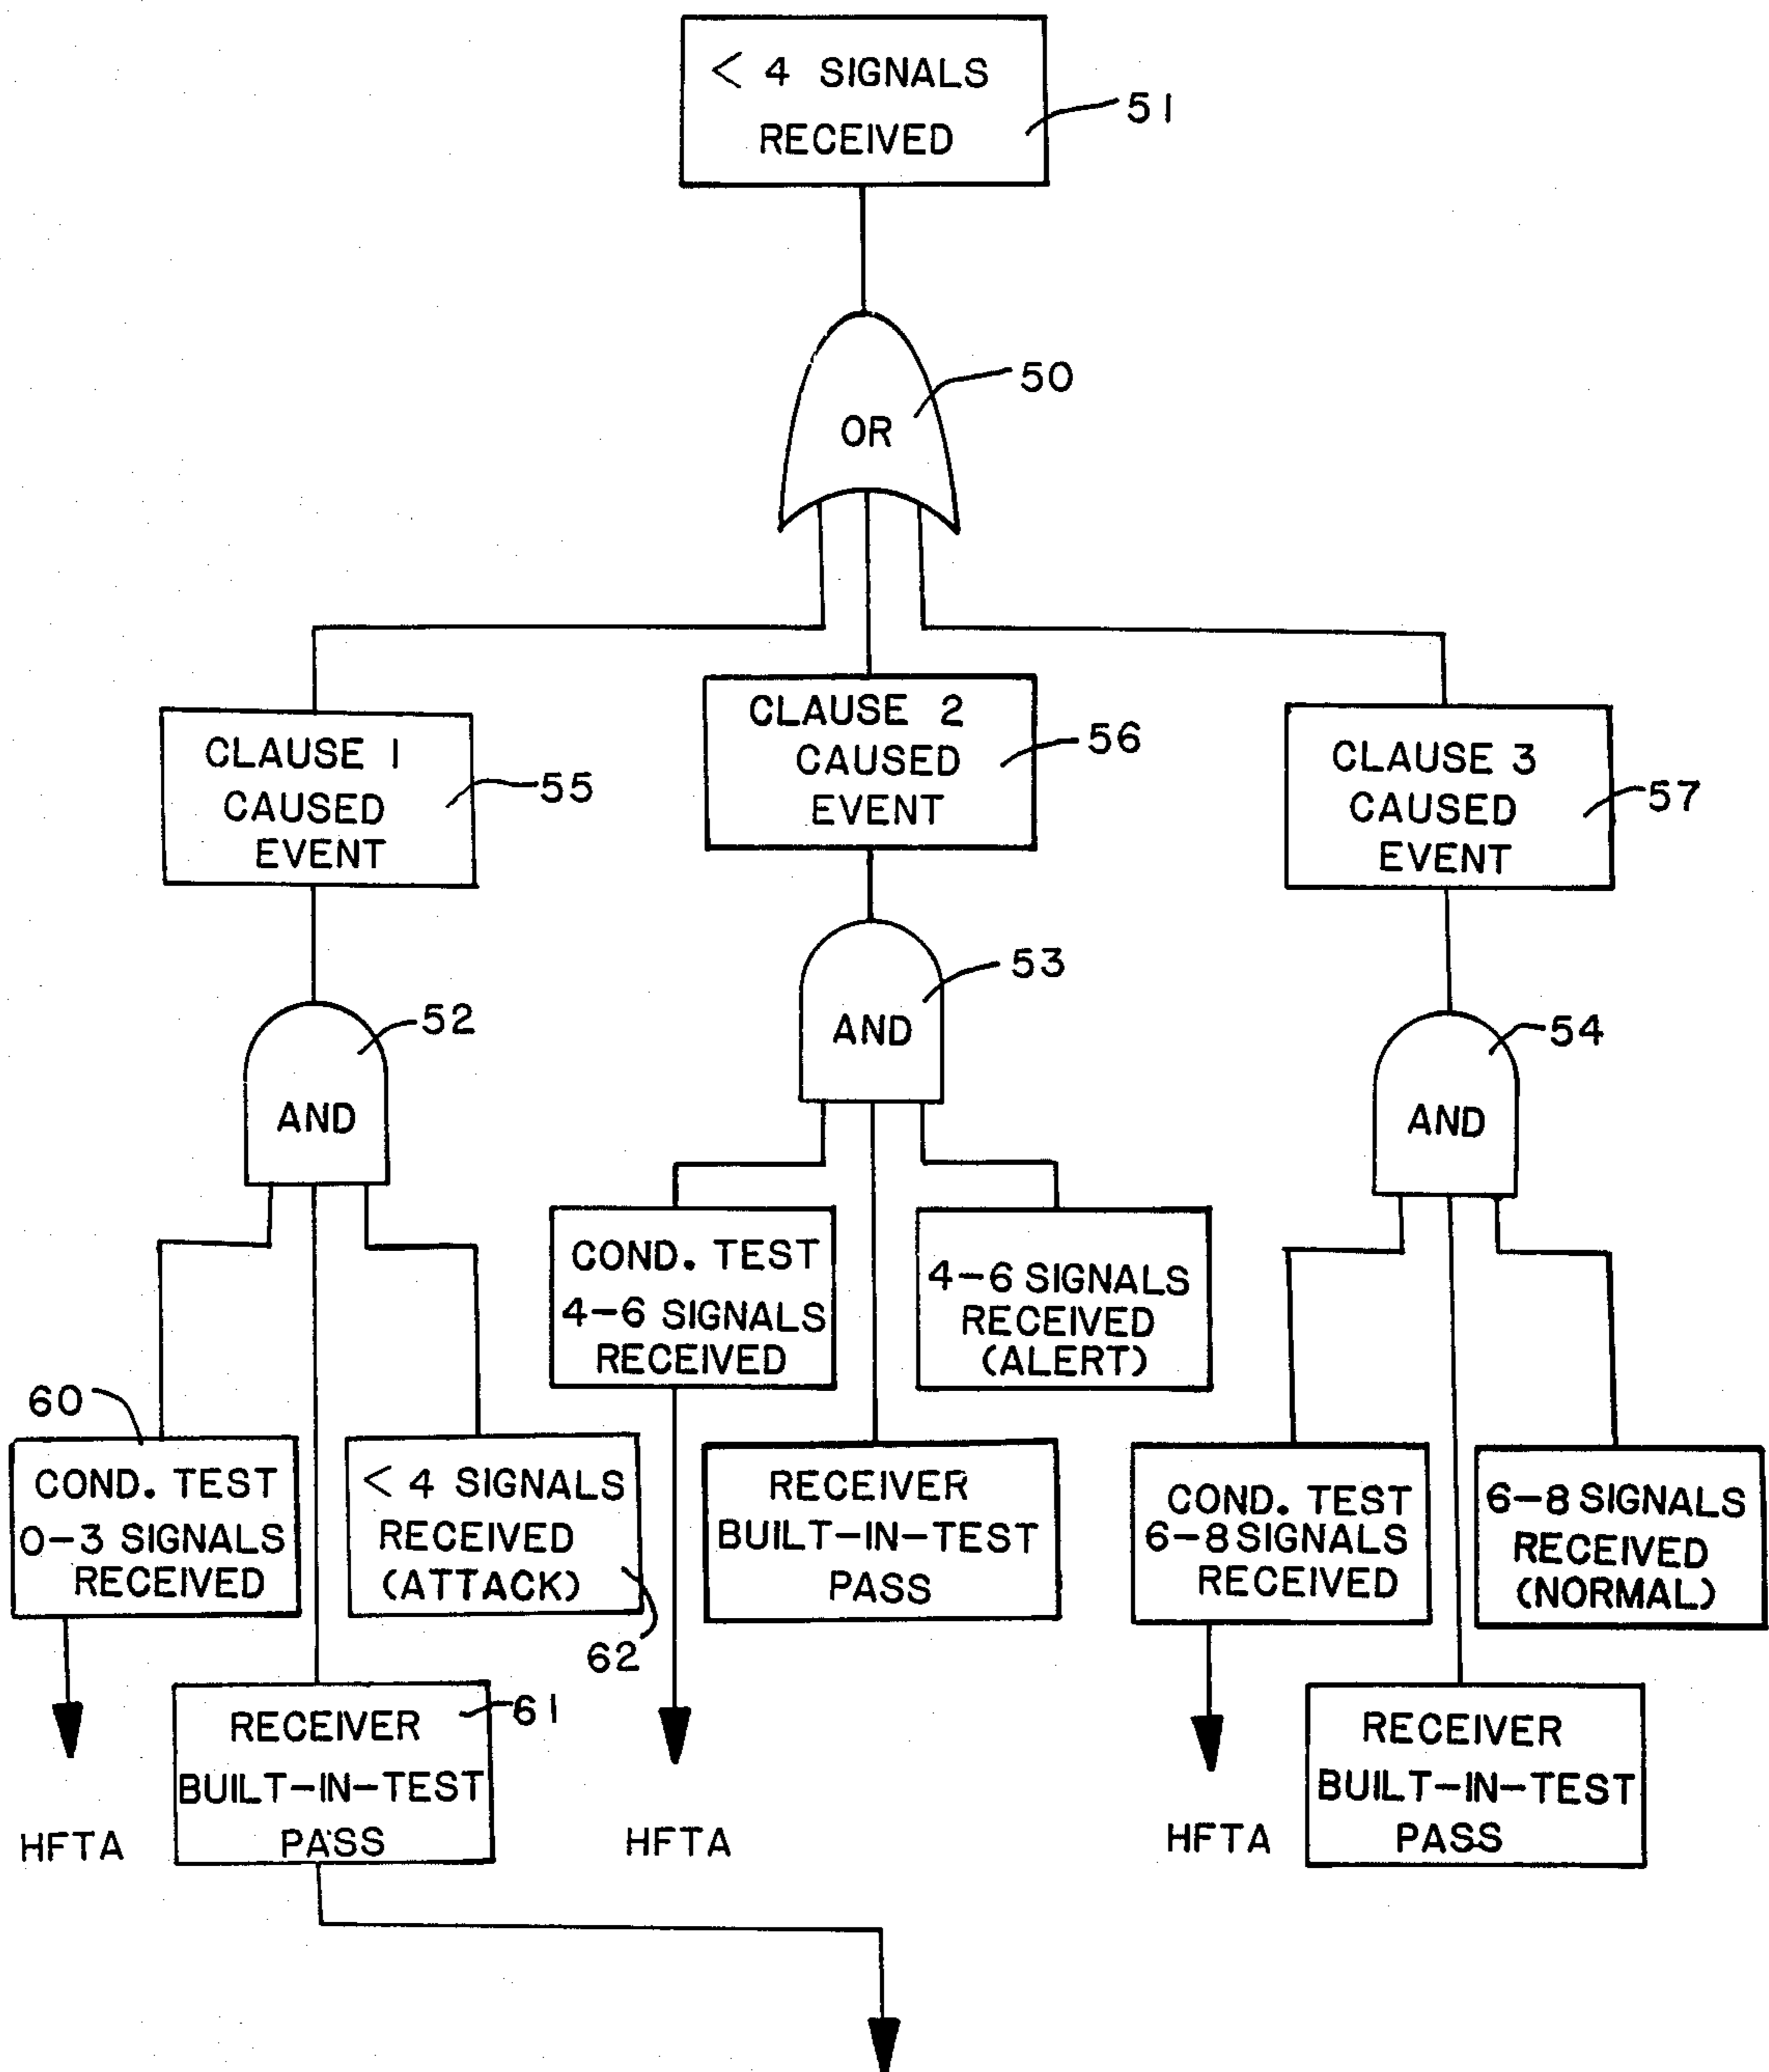 < 4 SIGNALS
RECEIVED
51
50
OR
CLAUSE 1
CAUSED
EVENT
55
CLAUSE 2
CAUSED
EVENT
56
CLAUSE 3
CAUSED
EVENT
57
52
AND
53
AND
54
AND
60
COND. TEST
0-3 SIGNALS
RECEIVED
< 4 SIGNALS
RECEIVED
(ATTACK)
62
COND. TEST
4-6 SIGNALS
RECEIVED
4-6 SIGNALS
RECEIVED
(ALERT)
RECEIVER
BUILT-IN-TEST
PASS
COND. TEST
6-8 SIGNALS
RECEIVED
6-8 SIGNALS
RECEIVED
(NORMAL)
HFTA
RECEIVER
BUILT-IN-TEST
PASS
61
HFTA
HFTA
RECEIVER
BUILT-IN-TEST
PASS